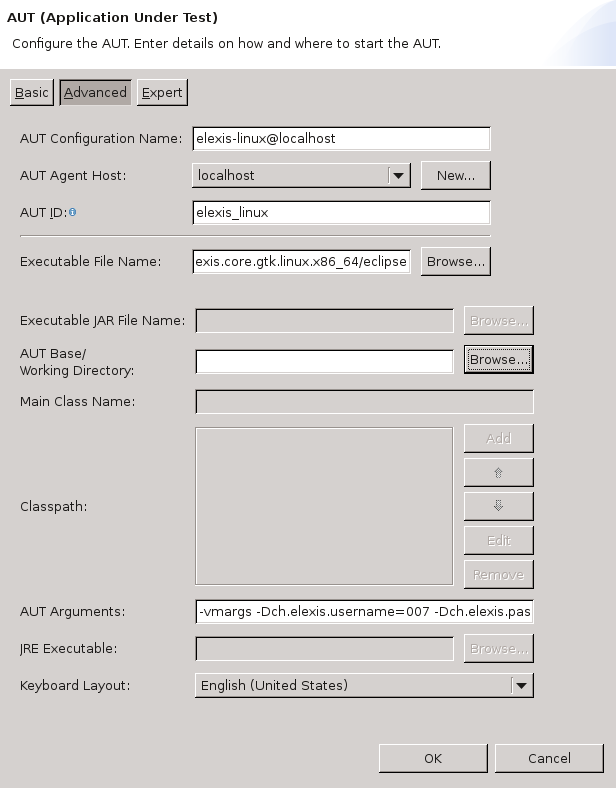 AUT (Application Under Test)
Configure the AUT. Enter details on how and where to start the AUT.
Basic Advanced Expert
AUT Configuration Name: elexis-linux@localhost
AUT Agent Host: localhost New...
AUT ID: elexis_linux
Executable File Name: exis.core.gtk.linux.x86_64/eclipse Browse...
Executable JAR File Name: Browse...
AUT Base/
Working Directory: Browse...
Main Class Name:
Add
Classpath:
Edit
Remove
AUT Arguments: -vmargs -Dch.elexis.username=007 -Dch.elexis.pas
JRE Executable: Browse...
Keyboard Layout: English (United States)
OK Cancel